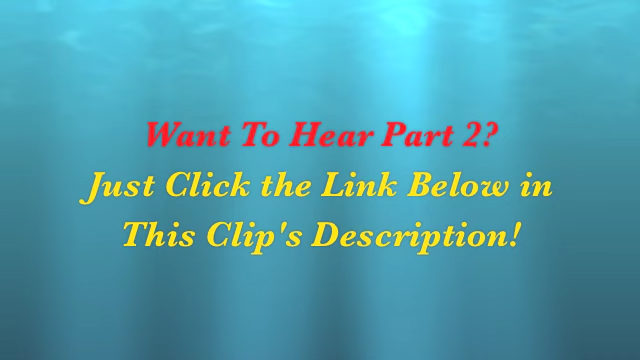 Want To Hear Part 2?
Just Click the Link Below in
This Clip's Description!